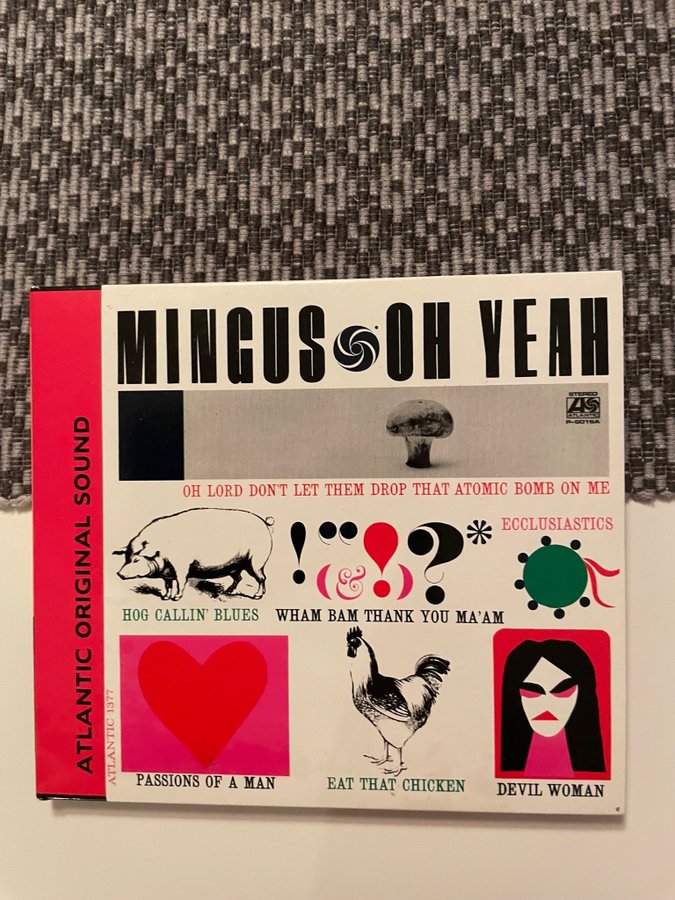 MINGUS OH YEAH
STEREO
ATLANTIC
P-6015A
OH LORD DON'T LET THEM DROP THAT ATOMIC BOMB ON ME
ECCLUSIASTICS
! " " (&!) ? *
HOG CALLIN' BLUES
WHAM BAM THANK YOU MA'AM
PASSIONS OF A MAN
EAT THAT CHICKEN
DEVIL WOMAN
ATLANTIC ORIGINAL SOUND
ATLANTIC 1377